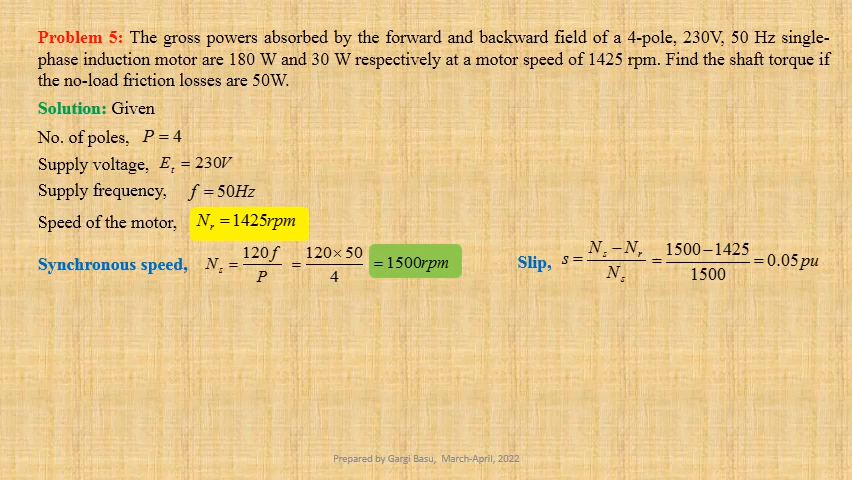 Problem 5: The gross powers absorbed by the forward and backward field of a 4-pole, 230V, 50 Hz single-
phase induction motor are 180 W and 30 W respectively at a motor speed of 1425 rpm. Find the shaft torque if
the no-load friction losses are 50W.
Solution: Given
No. of poles, P = 4
Supply voltage, E_t = 230V
Supply frequency, f = 50Hz
Speed of the motor, N_r = 1425rpm
Synchronous speed, N_s = 120f/P = 120×50/4 = 1500rpm
Slip, s = (N_s − N_r)/N_s = (1500−1425)/1500 = 0.05 pu
Prepared by Gargi Basu, March-April, 2022